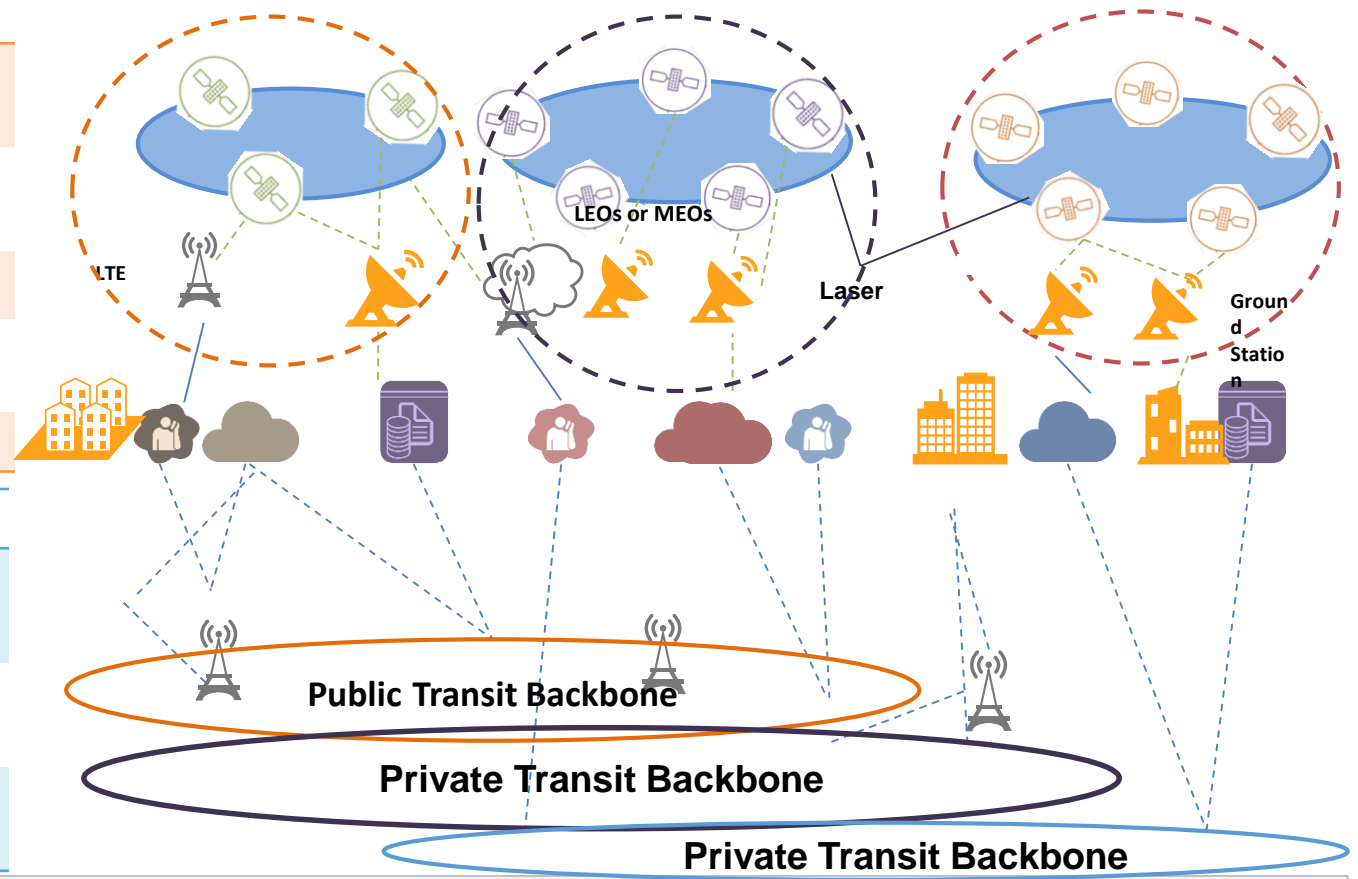 LEOs or MEOs
LTE
Laser
Groun
d
Statio
n
Public Transit Backbone
Private Transit Backbone
Private Transit Backbone